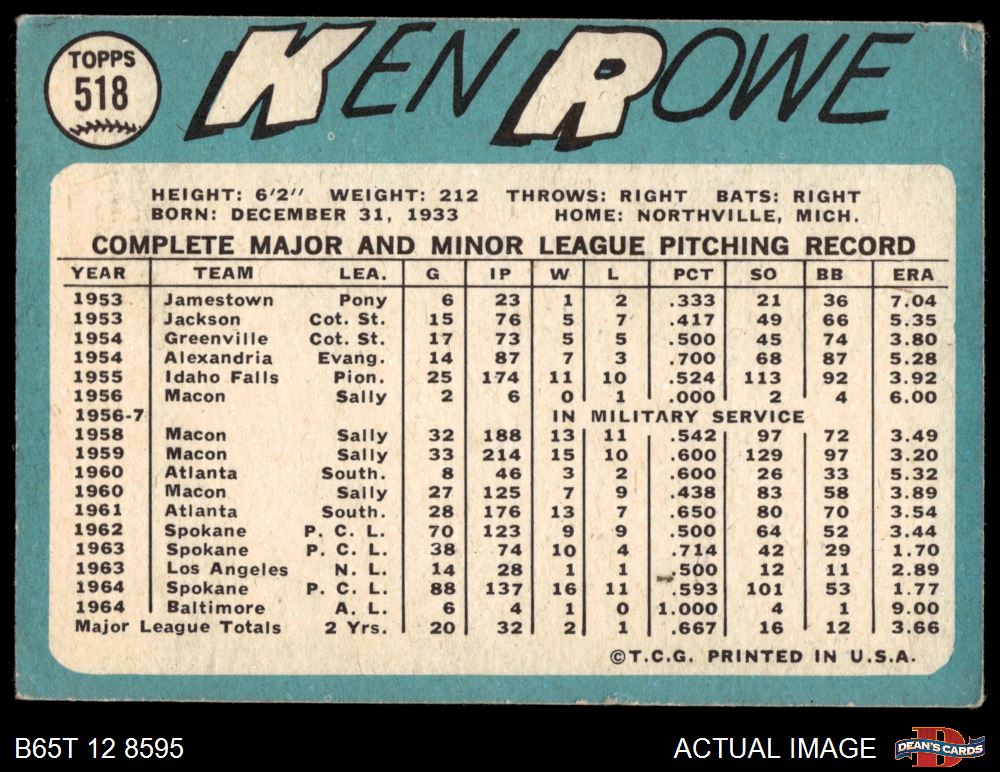 TOPPS
518
KEN ROWE
HEIGHT: 6'2" WEIGHT: 212 THROWS: RIGHT BATS: RIGHT
BORN: DECEMBER 31, 1933 HOME: NORTHVILLE, MICH.
COMPLETE MAJOR AND MINOR LEAGUE PITCHING RECORD
YEAR TEAM LEA. G IP W L PCT SO BB ERA
1953 Jamestown Pony 6 23 1 2 .333 21 36 7.04
1953 Jackson Cot. St. 15 76 5 7 .417 49 66 5.35
1954 Greenville Cot. St. 17 73 5 5 .500 45 74 3.80
1954 Alexandria Evang. 14 87 7 3 .700 68 87 5.28
1955 Idaho Falls Pion. 25 174 11 10 .524 113 92 3.92
1956 Macon Sally 2 6 0 1 .000 2 4 6.00
1956-7 IN MILITARY SERVICE
1958 Macon Sally 32 188 13 11 .542 97 72 3.49
1959 Macon Sally 33 214 15 10 .600 129 97 3.20
1960 Atlanta South. 8 46 3 2 .600 26 33 5.32
1960 Macon Sally 27 125 7 9 .438 83 58 3.89
1961 Atlanta South. 28 176 13 7 .650 80 70 3.54
1962 Spokane P. C. L. 70 123 9 9 .500 64 52 3.44
1963 Spokane P. C. L. 38 74 10 4 .714 42 29 1.70
1963 Los Angeles N. L. 14 28 1 1 .500 12 11 2.89
1964 Spokane P. C. L. 88 137 16 11 .593 101 53 1.77
1964 Baltimore A. L. 6 4 1 0 1.000 4 1 9.00
Major League Totals 2 Yrs. 20 32 2 1 .667 16 12 3.66
©T.C.G. PRINTED IN U.S.A.
B65T 12 8595 ACTUAL IMAGE
D
DEAN'S CARDS